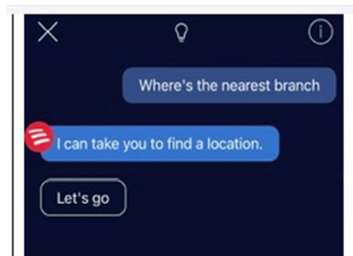 Where's the nearest branch
I can take you to find a location.
Let's go